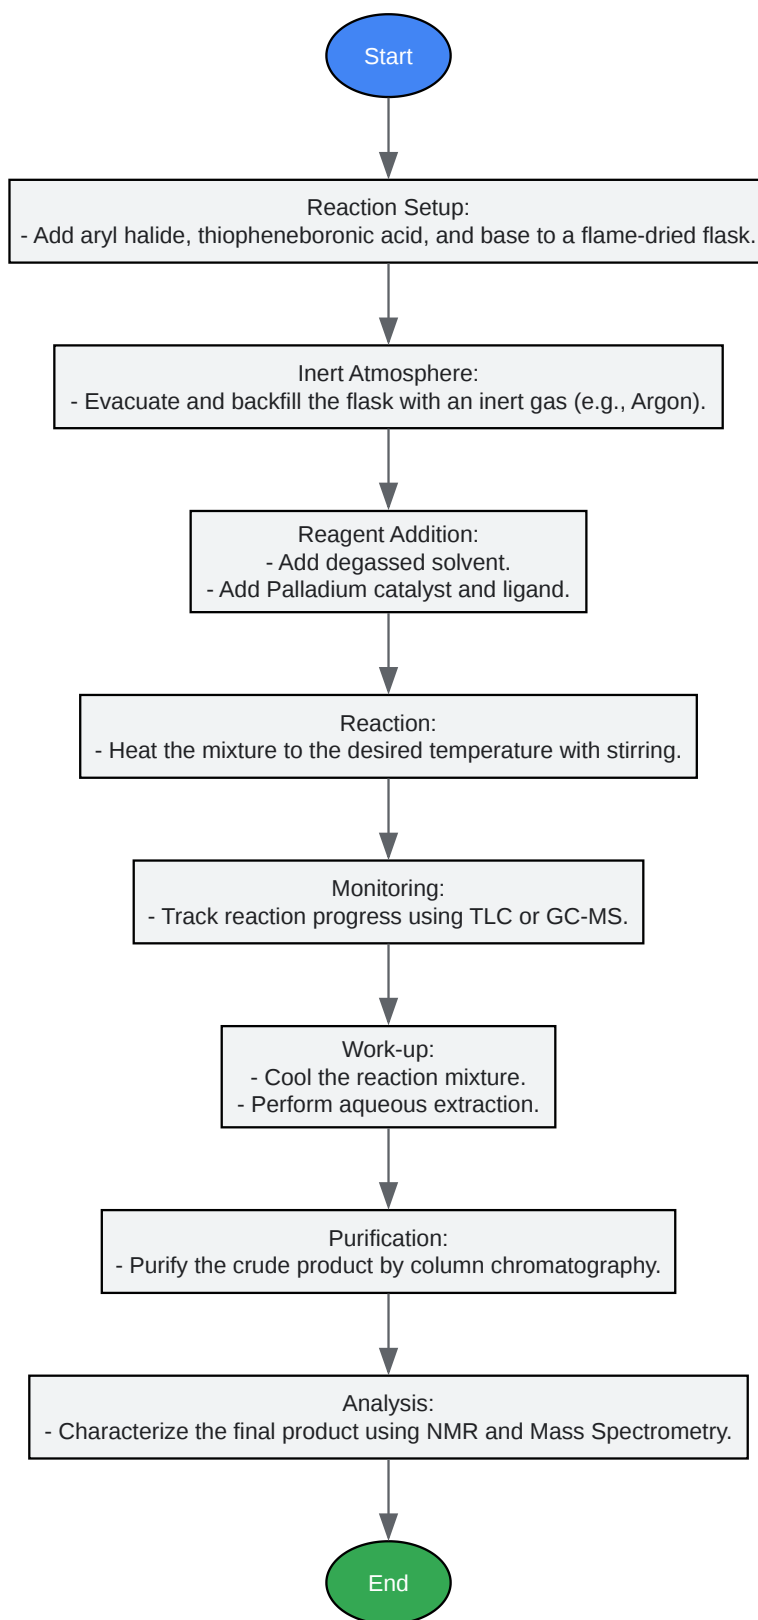 Start
Reaction Setup:
- Add aryl halide, thiopheneboronic acid, and base to a flame-dried flask.
Inert Atmosphere:
- Evacuate and backfill the flask with an inert gas (e.g., Argon).
Reagent Addition:
- Add degassed solvent.
- Add Palladium catalyst and ligand.
Reaction:
- Heat the mixture to the desired temperature with stirring.
Monitoring:
- Track reaction progress using TLC or GC-MS.
Work-up:
- Cool the reaction mixture.
- Perform aqueous extraction.
Purification:
- Purify the crude product by column chromatography.
Analysis:
- Characterize the final product using NMR and Mass Spectrometry.
End